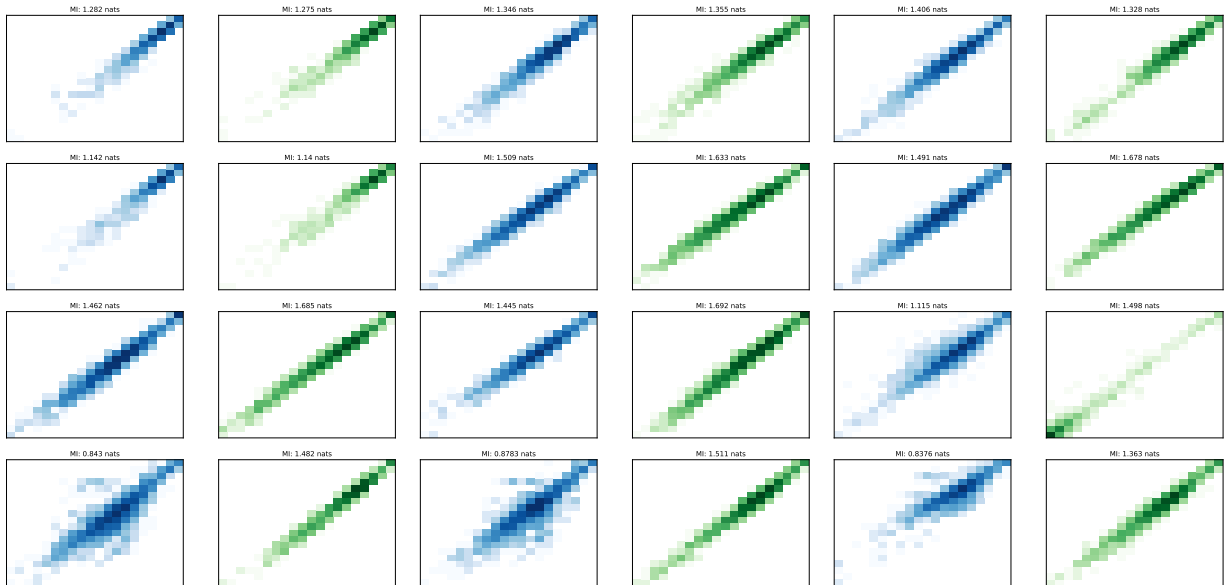 MI: 1.282 nats
MI: 1.275 nats
MI: 1.346 nats
MI: 1.355 nats
MI: 1.406 nats
MI: 1.328 nats
MI: 1.142 nats
MI: 1.14 nats
MI: 1.509 nats
MI: 1.633 nats
MI: 1.491 nats
MI: 1.678 nats
MI: 1.462 nats
MI: 1.685 nats
MI: 1.445 nats
MI: 1.692 nats
MI: 1.115 nats
MI: 1.498 nats
MI: 0.843 nats
MI: 1.482 nats
MI: 0.8783 nats
MI: 1.511 nats
MI: 0.8376 nats
MI: 1.363 nats